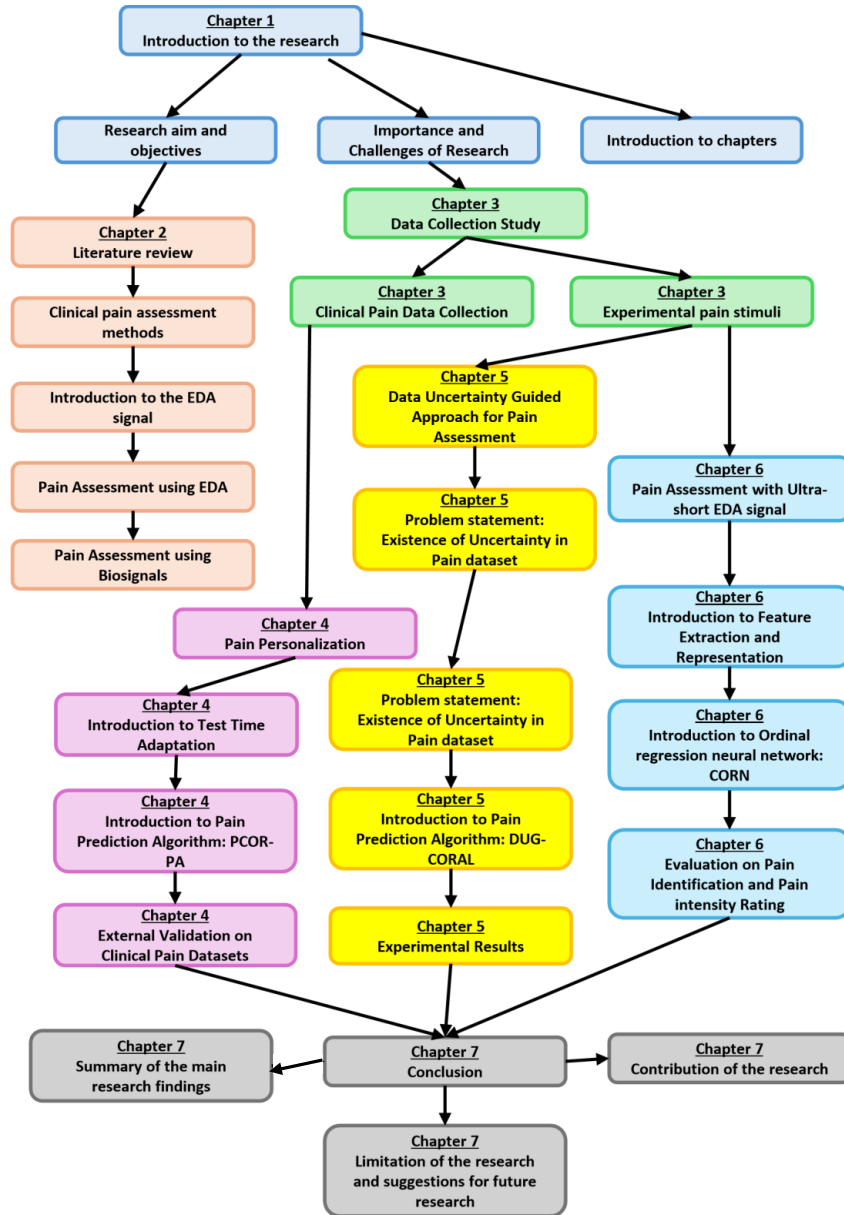 Chapter 1
Introduction to the research
Research aim and
objectives
Importance and
Challenges of Research
Introduction to chapters
Chapter 2
Literature review
Chapter 3
Data Collection Study
Chapter 3
Clinical Pain Data Collection
Chapter 3
Experimental pain stimuli
Clinical pain assessment
methods
Introduction to the EDA
signal
Pain Assessment using EDA
Pain Assessment using
Biosignals
Chapter 5
Data Uncertainty Guided
Approach for Pain
Assessment
Chapter 5
Problem statement:
Existence of Uncertainty in
Pain dataset
Chapter 6
Pain Assessment with Ultra-
short EDA signal
Chapter 6
Introduction to Feature
Extraction and
Representation
Chapter 4
Pain Personalization
Chapter 4
Introduction to Test Time
Adaptation
Chapter 5
Problem statement:
Existence of Uncertainty in
Pain dataset
Chapter 6
Introduction to Ordinal
regression neural network:
CORN
Chapter 4
Introduction to Pain
Prediction Algorithm: PCOR-
PA
Chapter 5
Introduction to Pain
Prediction Algorithm: DUG-
CORAL
Chapter 6
Evaluation on Pain
Identification and Pain
intensity Rating
Chapter 4
External Validation on
Clinical Pain Datasets
Chapter 5
Experimental Results
Chapter 7
Summary of the main
research findings
Chapter 7
Conclusion
Chapter 7
Contribution of the research
Chapter 7
Limitation of the research
and suggestions for future
research